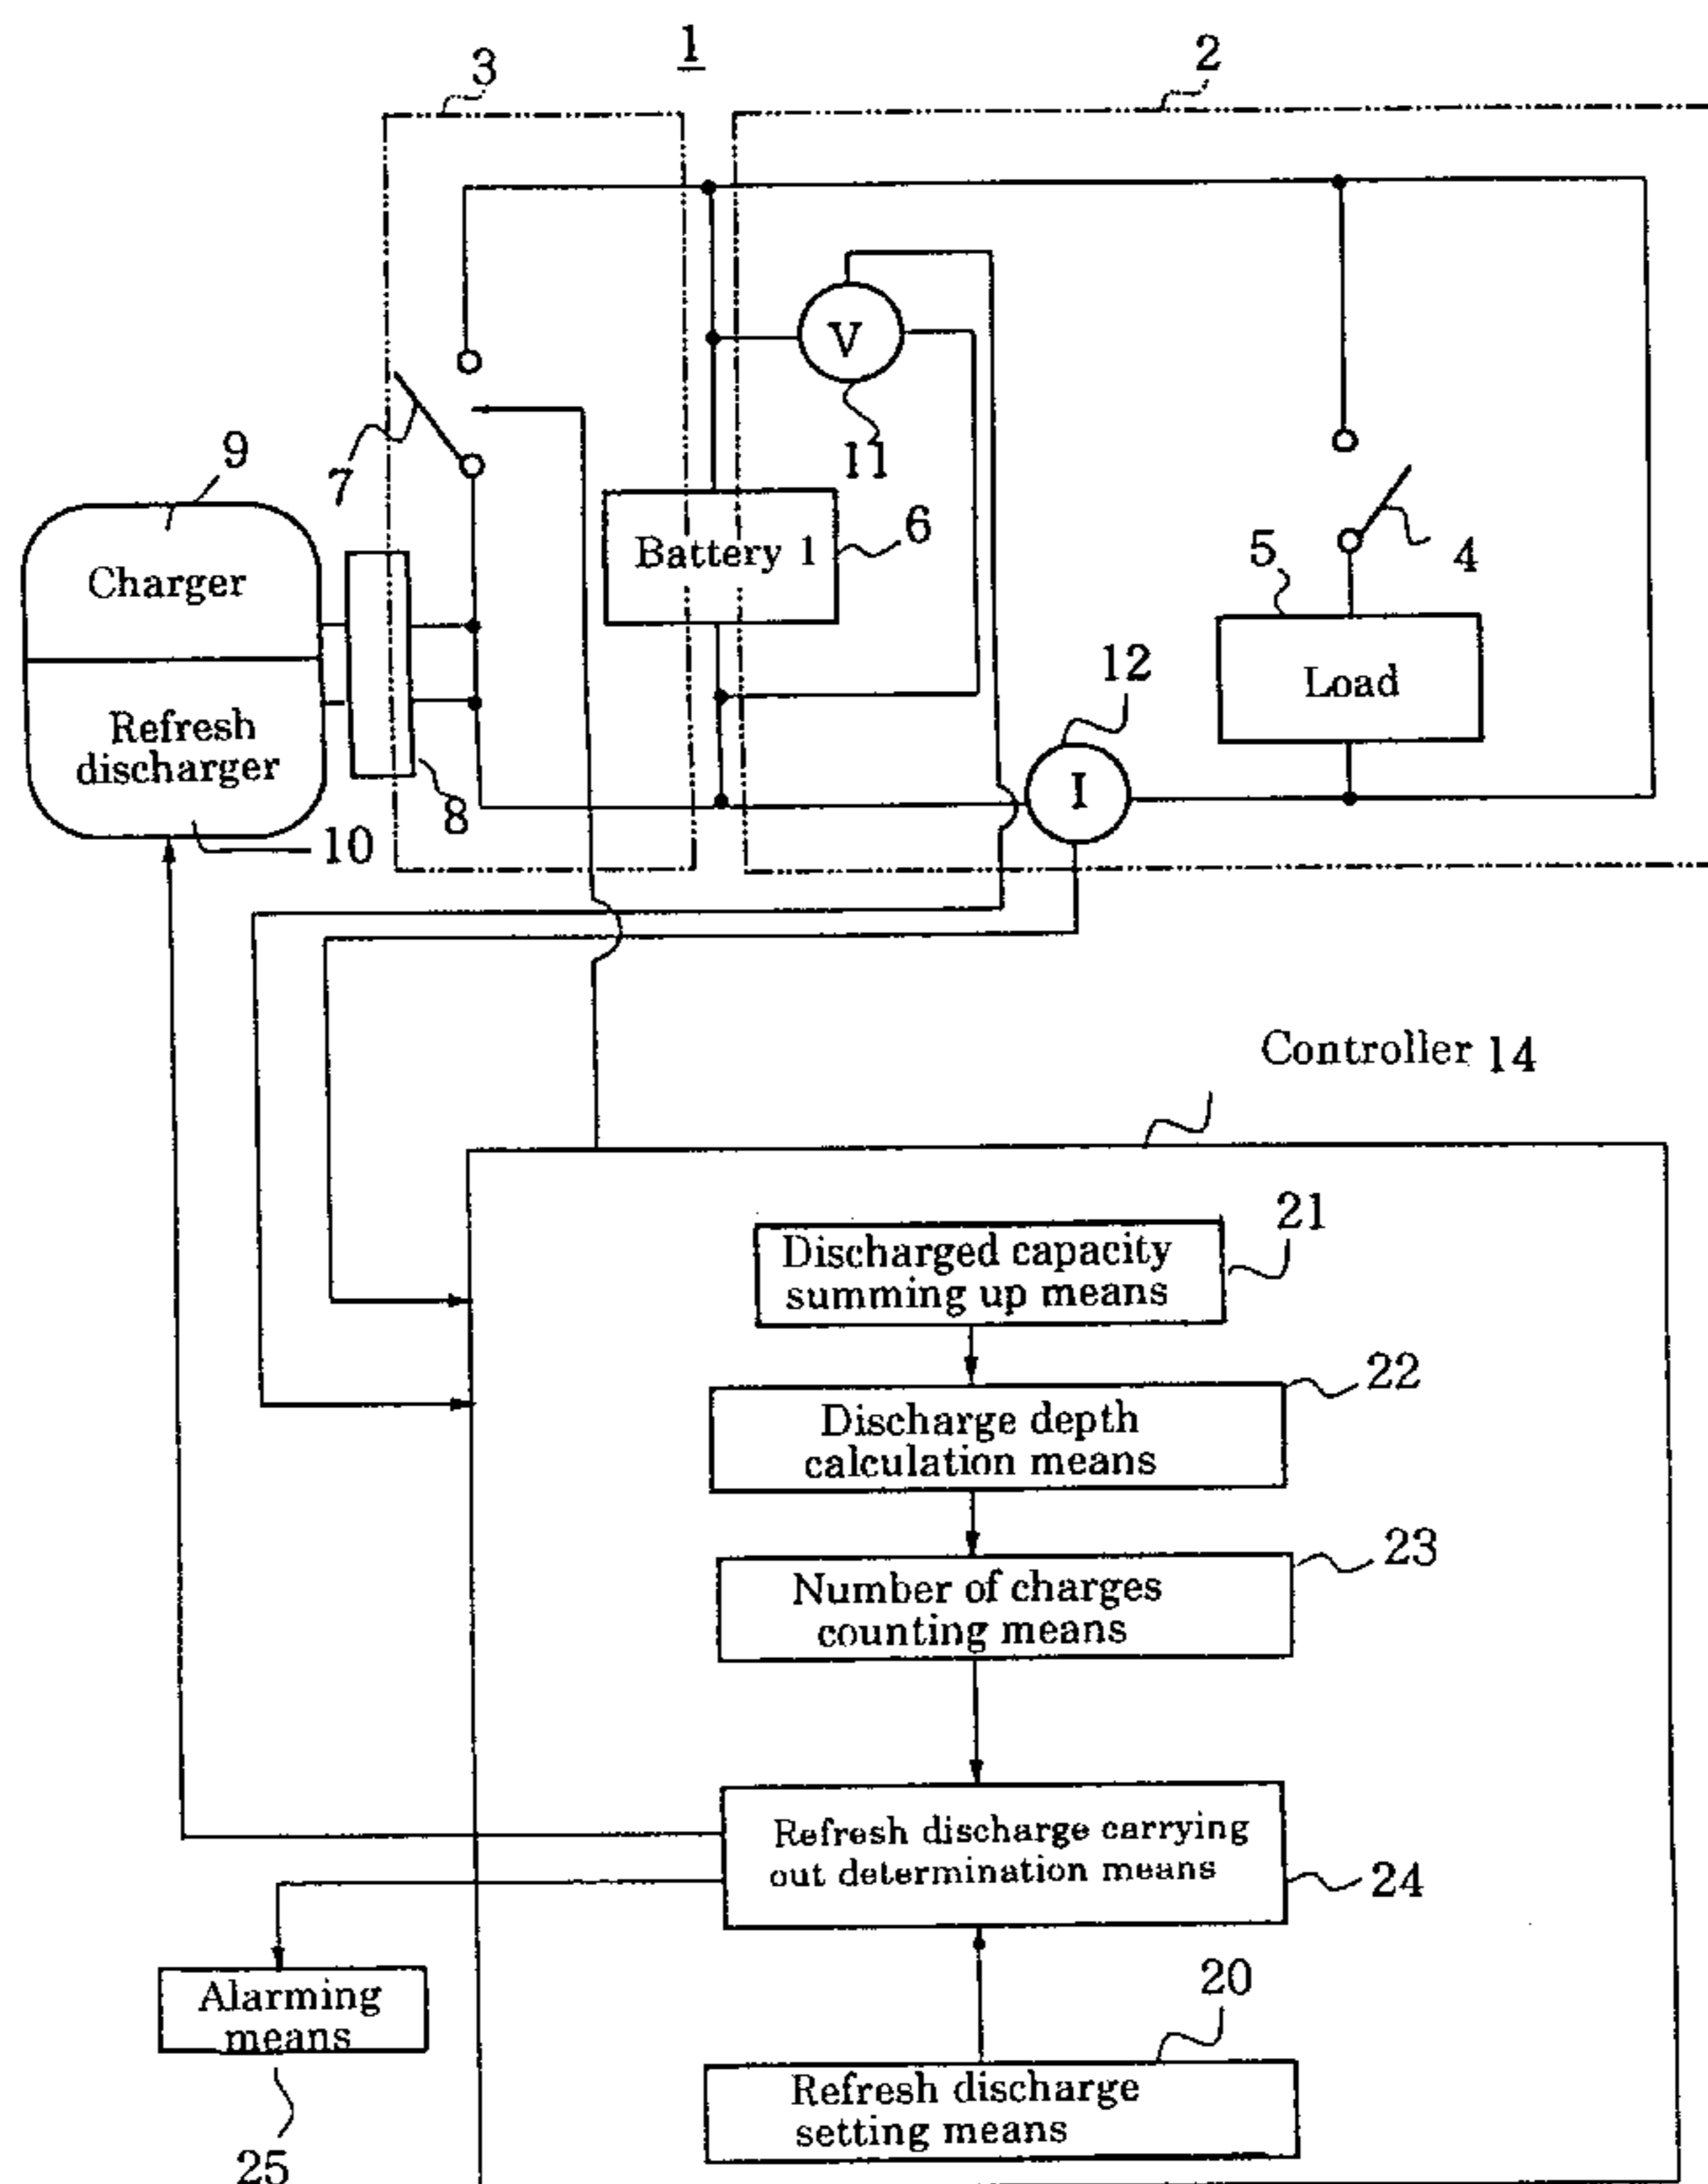 1
2
3
V
11
7
9
Charger
Refresh
discharger
10
8
Battery 1
6
5
4
Load
12
I
Controller 14
21
Discharged capacity
summing up means
22
Discharge depth
calculation means
23
Number of charges
counting means
Refresh discharge carrying
out determination means
24
Alarming
means
25
20
Refresh discharge
setting means